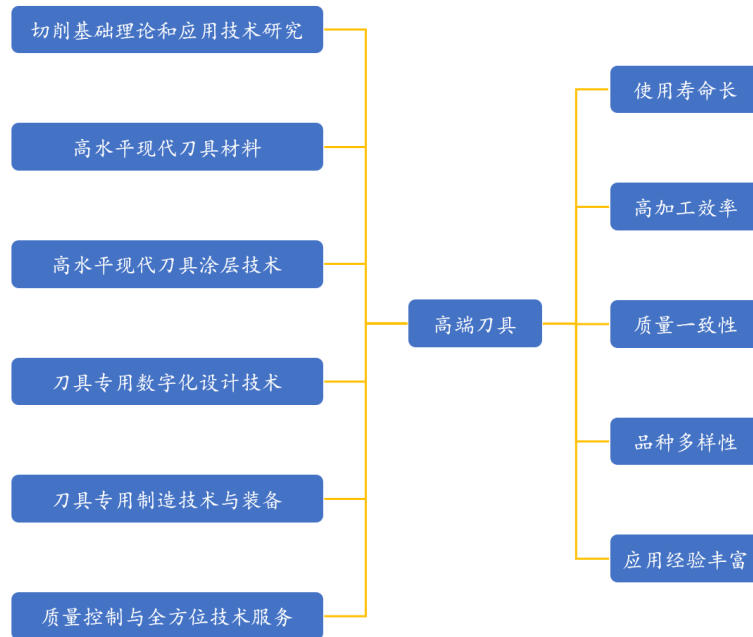 切削基础理论和应用技术研究
高水平现代刀具材料
高水平现代刀具涂层技术
刀具专用数字化设计技术
刀具专用制造技术与装备
质量控制与全方位技术服务
高端刀具
使用寿命长
高加工效率
质量一致性
品种多样性
应用经验丰富